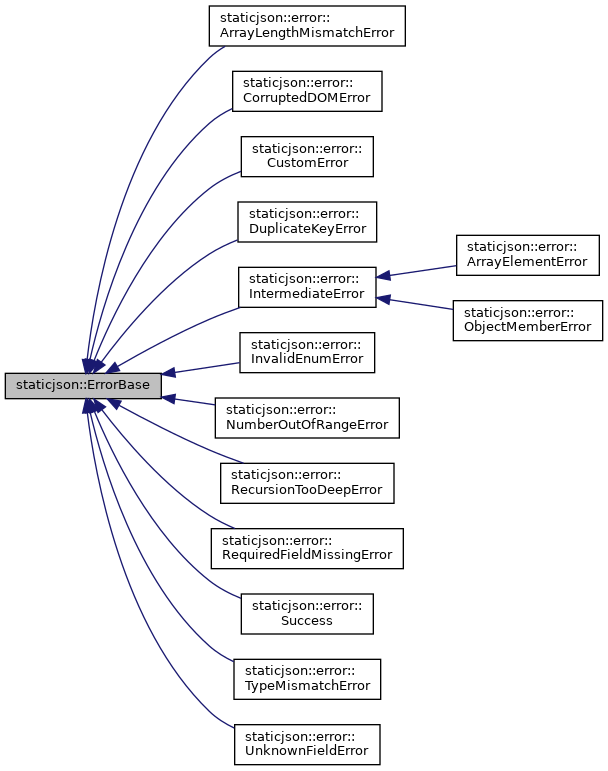 staticjson::error::
ArrayLengthMismatchError
staticjson::error::
CorruptedDOMError
staticjson::error::
CustomError
staticjson::error::
DuplicateKeyError
staticjson::error::
IntermediateError
staticjson::error::
ArrayElementError
staticjson::error::
ObjectMemberError
staticjson::error::
InvalidEnumError
staticjson::ErrorBase
staticjson::error::
NumberOutOfRangeError
staticjson::error::
RecursionTooDeepError
staticjson::error::
RequiredFieldMissingError
staticjson::error::
Success
staticjson::error::
TypeMismatchError
staticjson::error::
UnknownFieldError